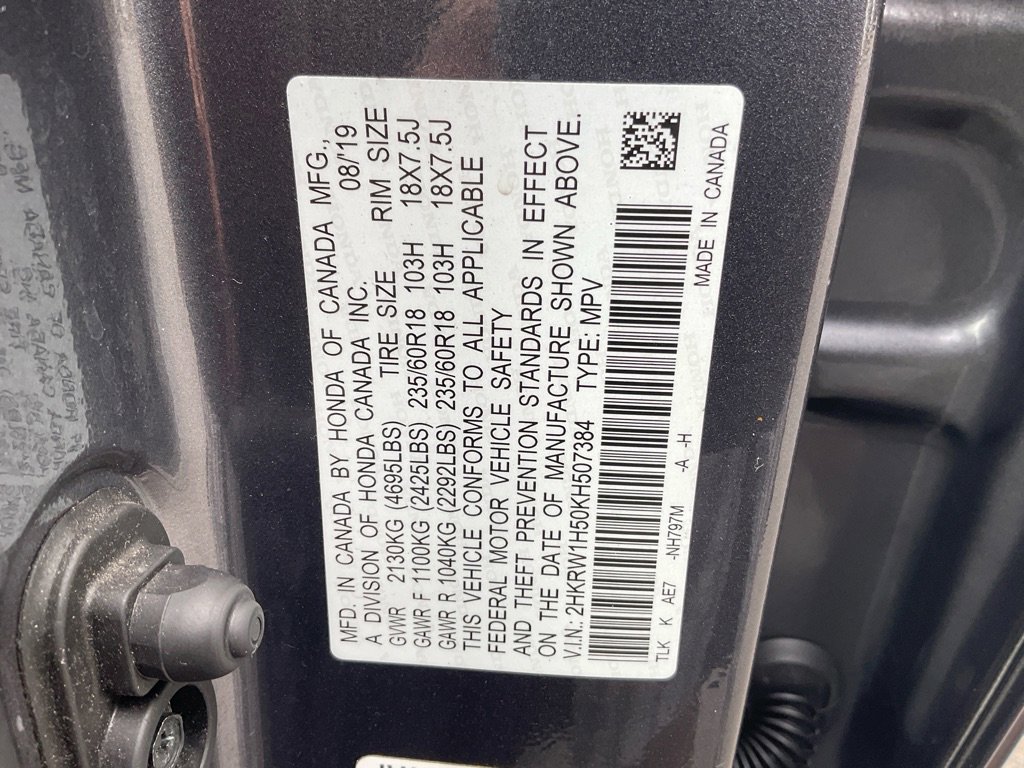 MFD. IN CANADA BY HONDA OF CANADA MFG.,
A DIVISION OF HONDA CANADA INC. 08/'19
GVWR 2130KG (4695LBS) TIRE SIZE RIM SIZE
GAWR F 1100KG (2425LBS) 235/60R18 103H 18X7.5J
GAWR R 1040KG (2292LBS) 235/60R18 103H 18X7.5J
THIS VEHICLE CONFORMS TO ALL APPLICABLE
FEDERAL MOTOR VEHICLE SAFETY
AND THEFT PREVENTION STANDARDS IN EFFECT
ON THE DATE OF MANUFACTURE SHOWN ABOVE.
V.I.N.: 2HKRW1H50KH507384 TYPE: MPV
TLK K AE7 -NH797M -A -H
MADE IN CANADA